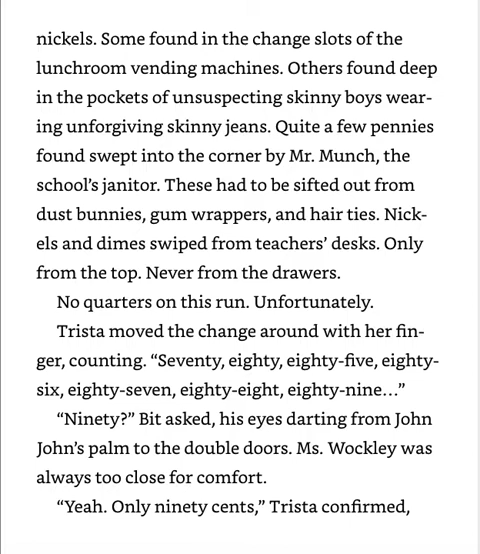 nickels. Some found in the change slots of the
lunchroom vending machines. Others found deep
in the pockets of unsuspecting skinny boys wear-
ing unforgiving skinny jeans. Quite a few pennies
found swept into the corner by Mr. Munch, the
school’s janitor. These had to be sifted out from
dust bunnies, gum wrappers, and hair ties. Nick-
els and dimes swiped from teachers’ desks. Only
from the top. Never from the drawers.
No quarters on this run. Unfortunately.
Trista moved the change around with her fin-
ger, counting. “Seventy, eighty, eighty-five, eighty-
six, eighty-seven, eighty-eight, eighty-nine…”
“Ninety?” Bit asked, his eyes darting from John
John’s palm to the double doors. Ms. Wockley was
always too close for comfort.
“Yeah. Only ninety cents,” Trista confirmed,